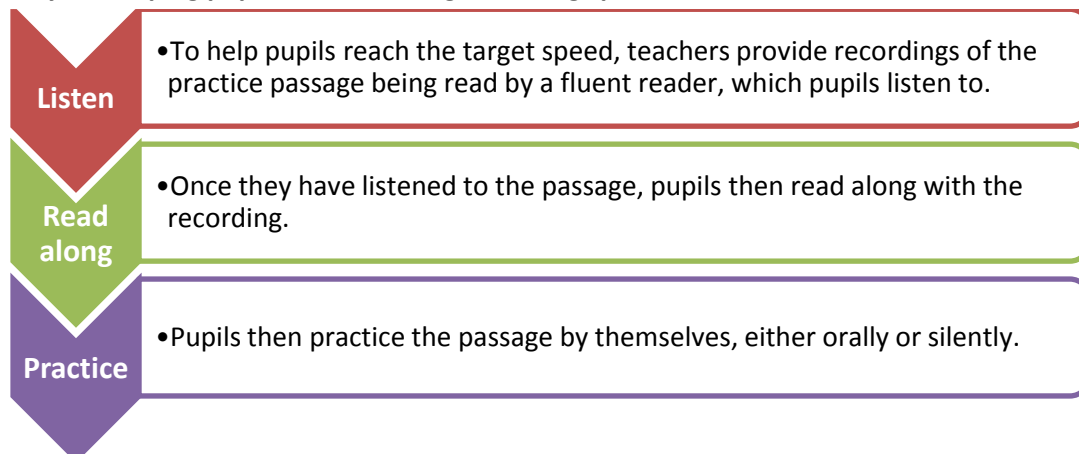 Listen
•To help pupils reach the target speed, teachers provide recordings of the
practice passage being read by a fluent reader, which pupils listen to.
Read
along
•Once they have listened to the passage, pupils then read along with the
recording.
Practice
•Pupils then practice the passage by themselves, either orally or silently.